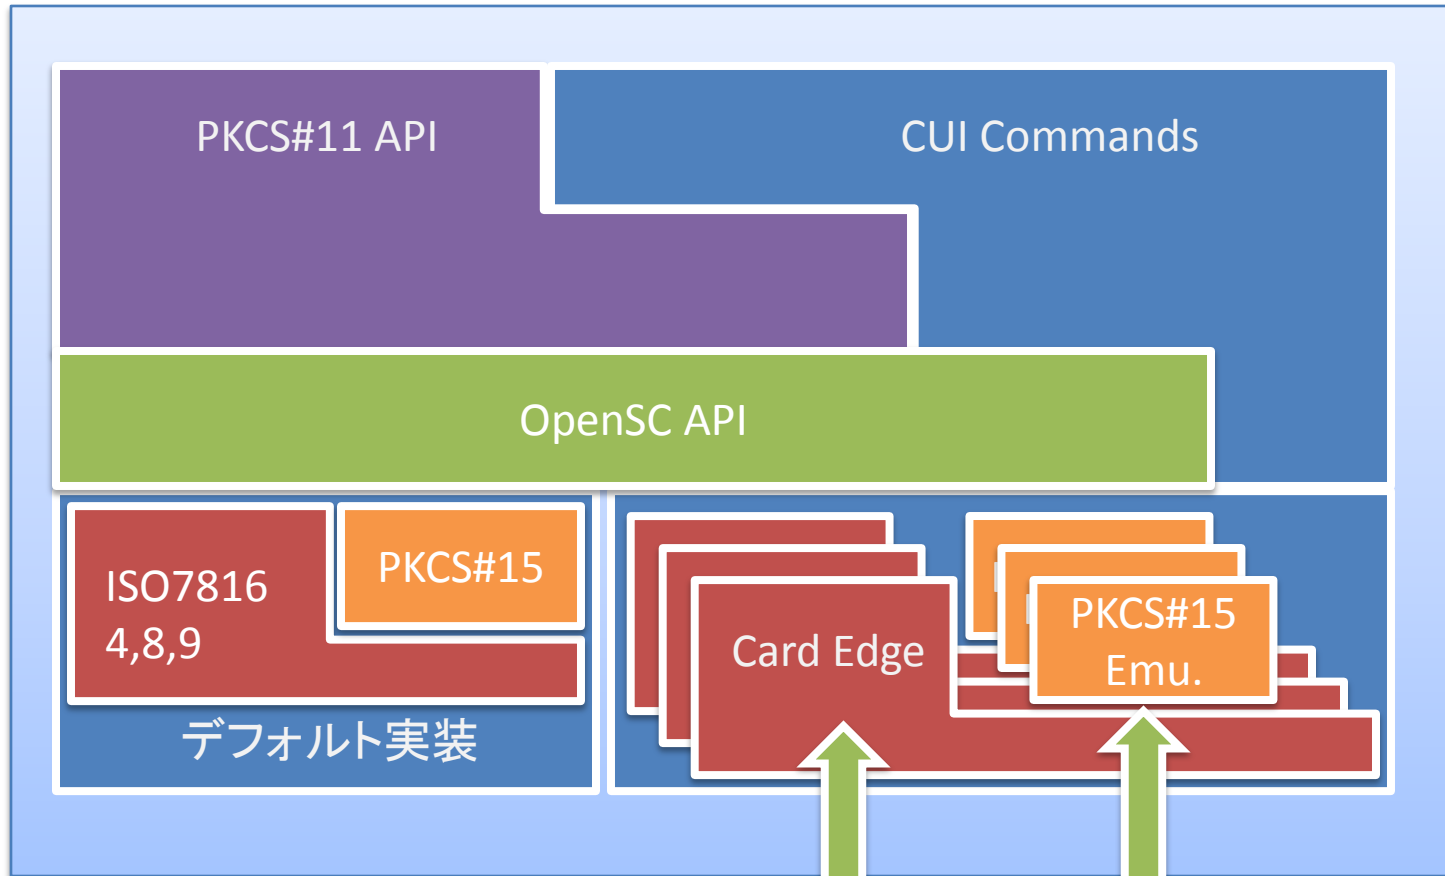 PKCS#11 API
CUI Commands
OpenSC API
ISO7816
4,8,9
PKCS#15
デフォルト実装
Card Edge
PKCS#15
Emu.